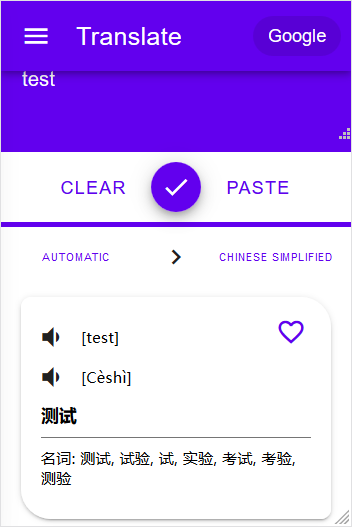 Translate Google
test
CLEAR PASTE
AUTOMATIC CHINESE SIMPLIFIED
[test]
[Cèshì]
测试
名词: 测试, 试验, 试, 实验, 考试, 考验,
测验